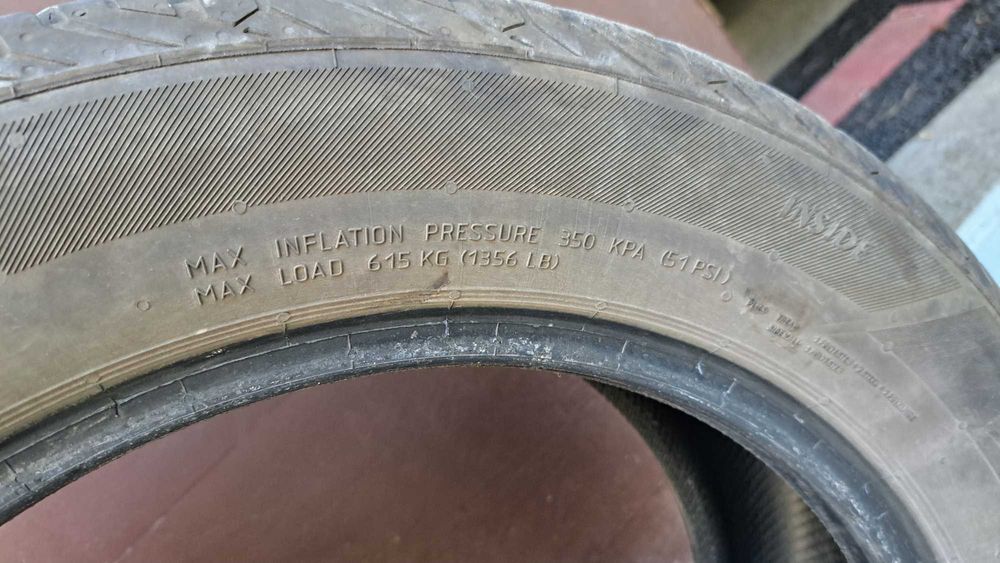 INSIDE
MAX INFLATION PRESSURE 350 KPA (51 PSI)
MAX LOAD 615 KG (1356 LB)